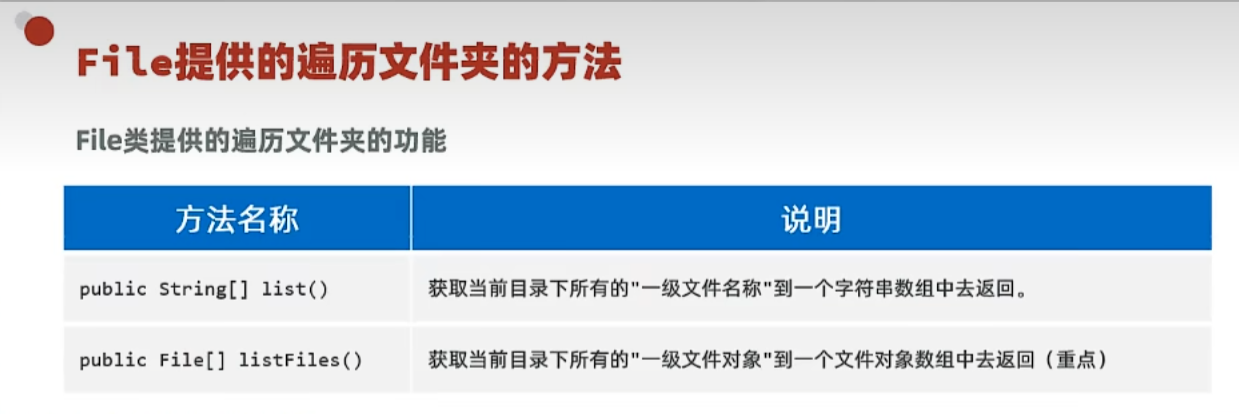 File提供的遍历文件夹的方法
File类提供的遍历文件夹的功能
方法名称 说明
public String[] list() 获取当前目录下所有的"一级文件名称"到一个字符串数组中去返回。
public File[] listFiles() 获取当前目录下所有的"一级文件对象"到一个文件对象数组中去返回（重点）